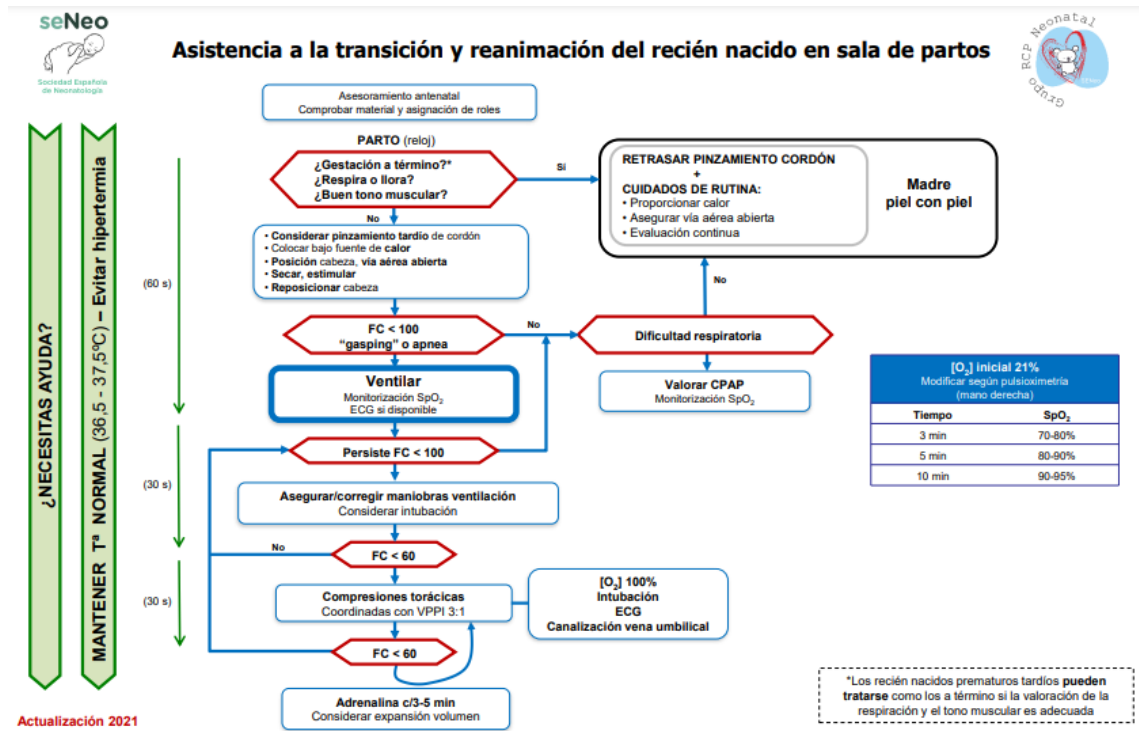 seNeo
Sociedad Española
de Neonatología
Asistencia a la transición y reanimación del recién nacido en sala de partos
Grupo RCP Neonatal
SENeo
Asesoramiento antenatal
Comprobar material y asignación de roles
PARTO (reloj)
¿Gestación a término?*
¿Respira o llora?
¿Buen tono muscular?
Sí
RETRASAR PINZAMIENTO CORDÓN
+
CUIDADOS DE RUTINA:
• Proporcionar calor
• Asegurar vía aérea abierta
• Evaluación continua
Madre
piel con piel
No
• Considerar pinzamiento tardío de cordón
• Colocar bajo fuente de calor
• Posición cabeza, vía aérea abierta
• Secar, estimular
• Reposicionar cabeza
(60 s)
No
FC < 100
"gasping" o apnea
No
Dificultad respiratoria
Ventilar
Monitorización SpO₂
ECG si disponible
Valorar CPAP
Monitorización SpO₂
[O₂] inicial 21%
Modificar según pulsioximetría
(mano derecha)
Tiempo SpO₂
3 min 70-80%
5 min 80-90%
10 min 90-95%
Persiste FC < 100
(30 s)
Asegurar/corregir maniobras ventilación
Considerar intubación
No
FC < 60
(30 s)
Compresiones torácicas
Coordinadas con VPPI 3:1
[O₂] 100%
Intubación
ECG
Canalización vena umbilical
FC < 60
Adrenalina c/3-5 min
Considerar expansión volumen
¿NECESITAS AYUDA?
MANTENER Tª NORMAL (36,5 - 37,5ºC) – Evitar hipertermia
*Los recién nacidos prematuros tardíos pueden
tratarse como los a término si la valoración de la
respiración y el tono muscular es adecuada
Actualización 2021